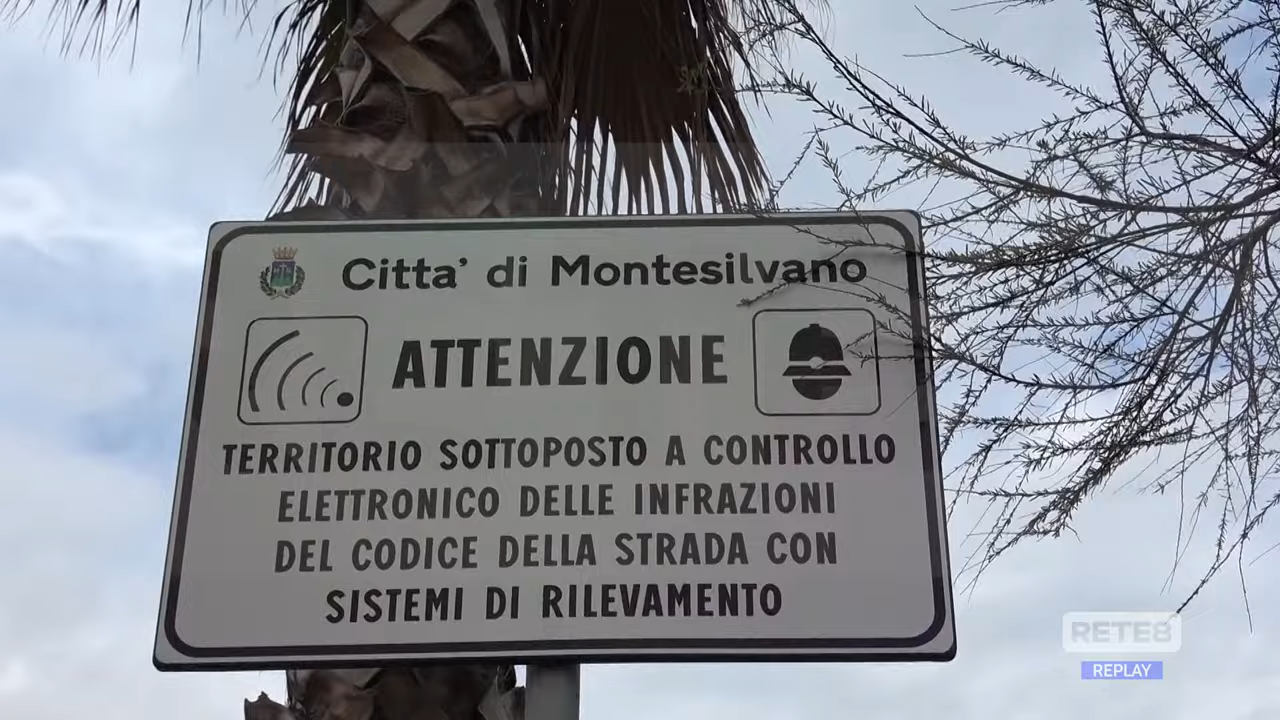 Citta' di Montesilvano
ATTENZIONE
TERRITORIO SOTTOPOSTO A CONTROLLO
ELETTRONICO DELLE INFRAZIONI
DEL CODICE DELLA STRADA CON
SISTEMI DI RILEVAMENTO
RETE8
REPLAY